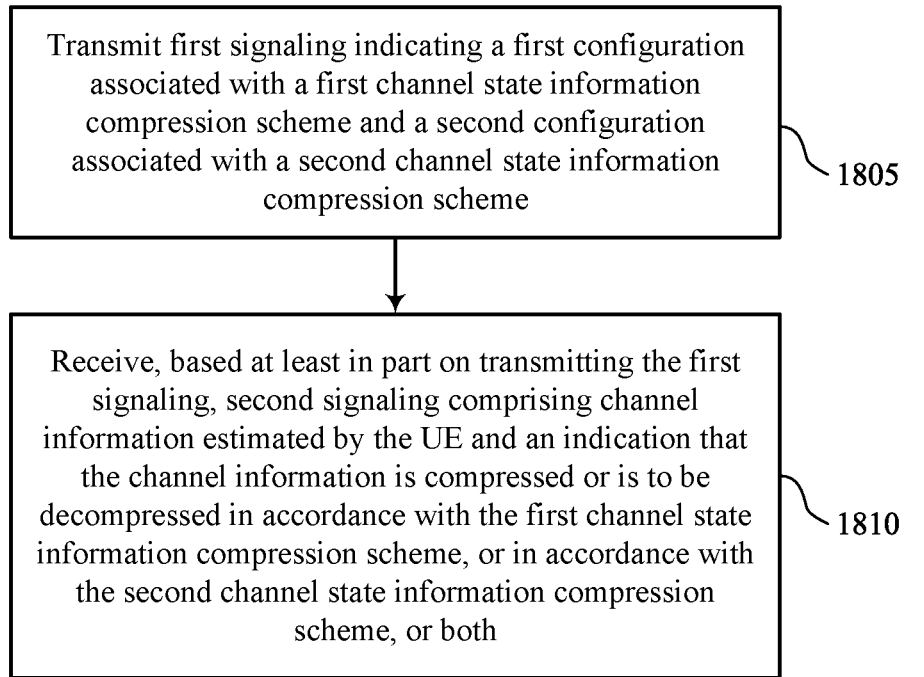 Transmit first signaling indicating a first configuration
associated with a first channel state information
compression scheme and a second configuration
associated with a second channel state information
compression scheme
1805
Receive, based at least in part on transmitting the first
signaling, second signaling comprising channel
information estimated by the UE and an indication that
the channel information is compressed or is to be
decompressed in accordance with the first channel state
information compression scheme, or in accordance with
the second channel state information compression
scheme, or both
1810